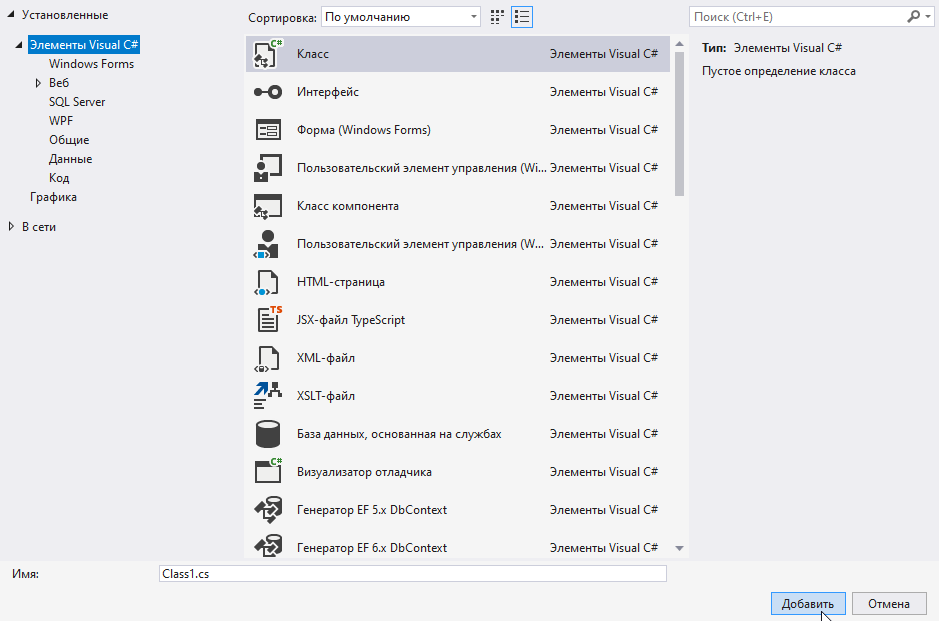 Установленные
Элементы Visual C#
Windows Forms
Веб
SQL Server
WPF
Общие
Данные
Код
Графика
В сети
Сортировка: По умолчанию
Поиск (Ctrl+E)
C# Класс Элементы Visual C#
Интерфейс Элементы Visual C#
Форма (Windows Forms) Элементы Visual C#
Пользовательский элемент управления (Wi... Элементы Visual C#
Класс компонента Элементы Visual C#
Пользовательский элемент управления (W... Элементы Visual C#
HTML-страница Элементы Visual C#
TS JSX-файл TypeScript Элементы Visual C#
XML-файл Элементы Visual C#
XSLT-файл Элементы Visual C#
База данных, основанная на службах Элементы Visual C#
C# Визуализатор отладчика Элементы Visual C#
Генератор EF 5.x DbContext Элементы Visual C#
Генератор EF 6.x DbContext Элементы Visual C#
Тип: Элементы Visual C#
Пустое определение класса
Имя: Class1.cs
Добавить Отмена